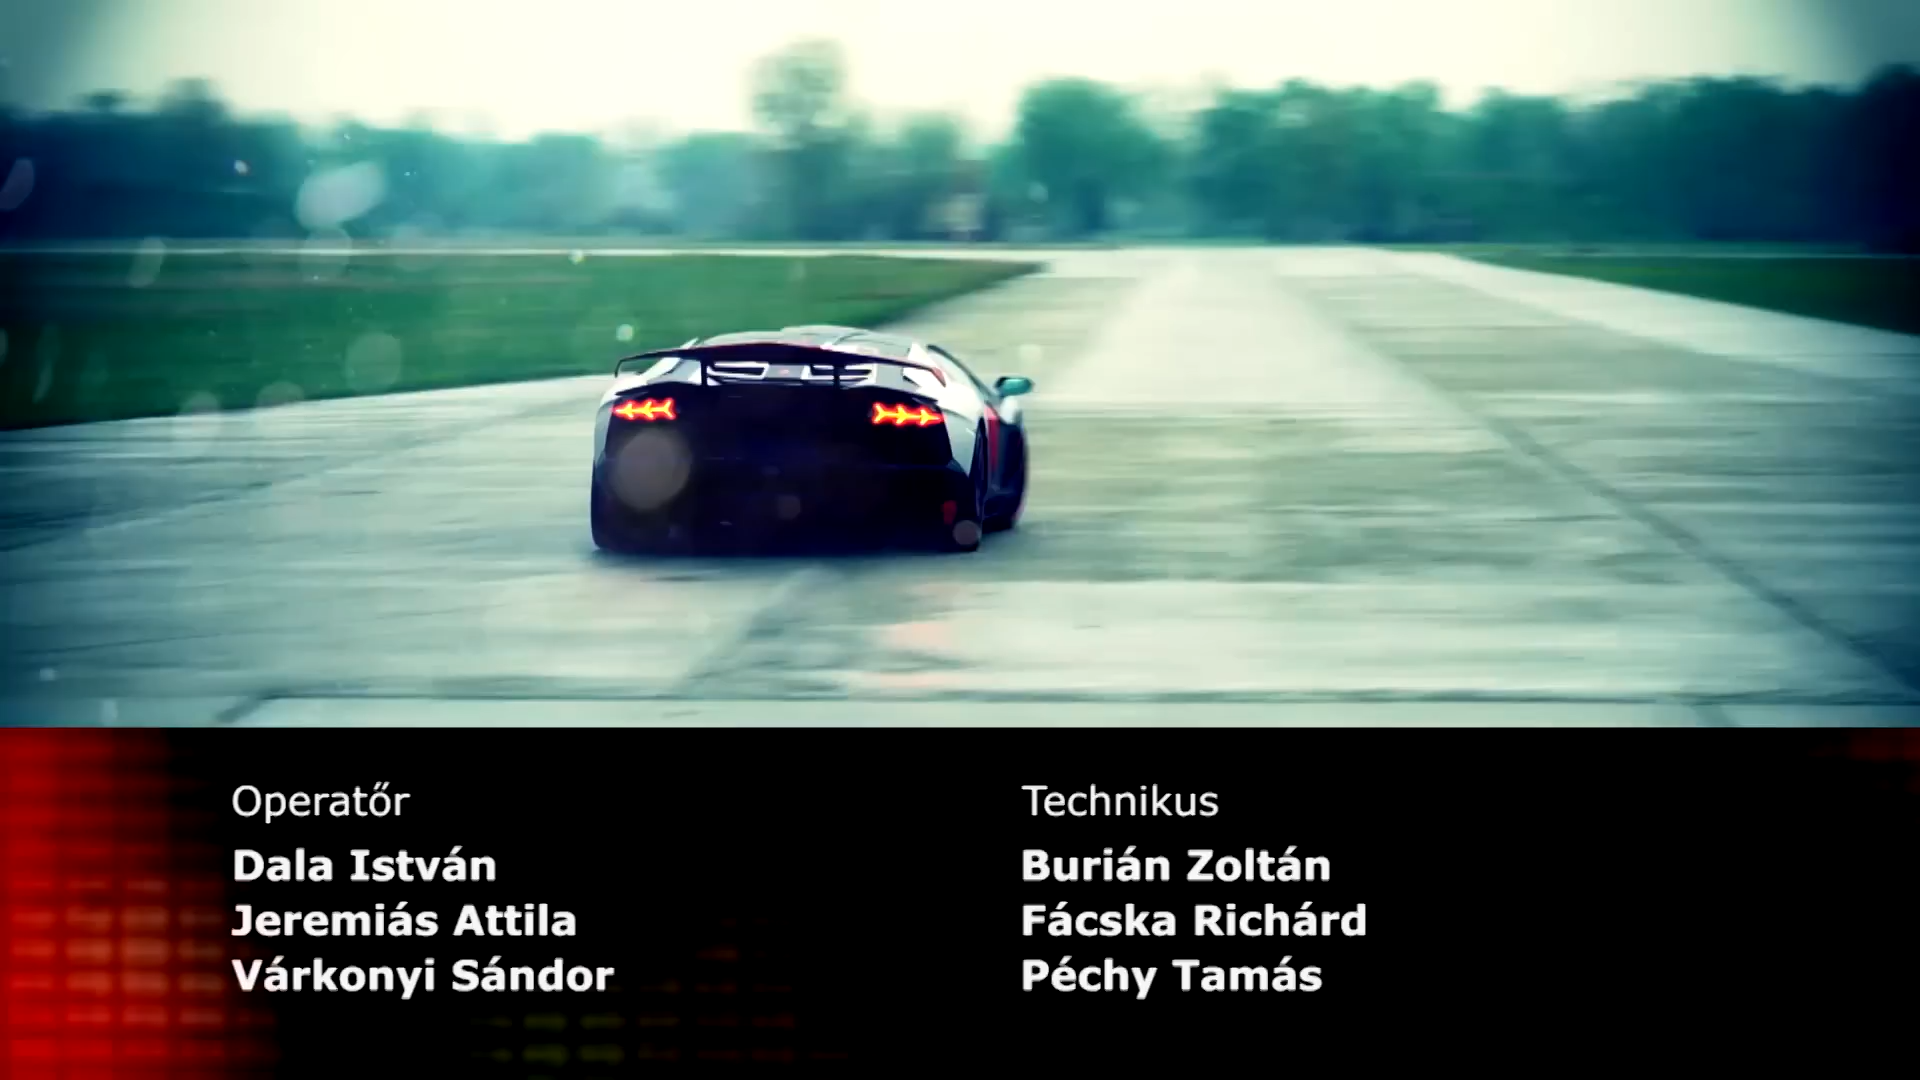 Operatőr
Dala István
Jeremiás Attila
Várkonyi Sándor
Technikus
Burián Zoltán
Fácska Richárd
Péchy Tamás